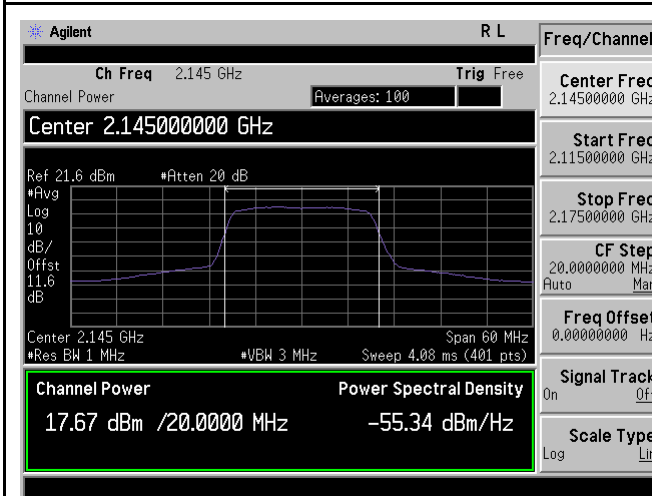 Agilent
R L
Freq/Channel
Ch Freq 2.145 GHz Trig Free
Channel Power Averages: 100
Center 2.145000000 GHz
Ref 21.6 dBm #Atten 20 dB
#Avg
Log
10
dB/
Offst
11.6
dB
Center 2.145 GHz Span 60 MHz
#Res BW 1 MHz #VBW 3 MHz Sweep 4.08 ms (401 pts)
Channel Power Power Spectral Density
17.67 dBm /20.0000 MHz -55.34 dBm/Hz
Center Freq
2.14500000 GHz
Start Freq
2.11500000 GHz
Stop Freq
2.17500000 GHz
CF Step
20.0000000 MHz
Auto Man
Freq Offset
0.00000000 Hz
Signal Track
On Of
Scale Type
Log Lin